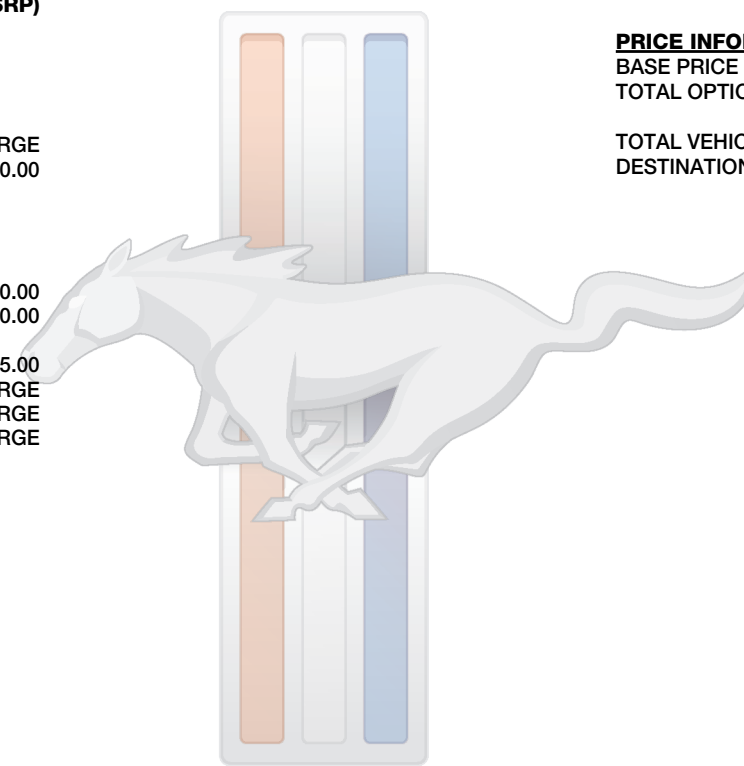 SRP)
RGE
0.00
0.00
0.00
5.00
RGE
RGE
RGE
PRICE INFO
BASE PRICE
TOTAL OPTIO
TOTAL VEHIC
DESTINATION